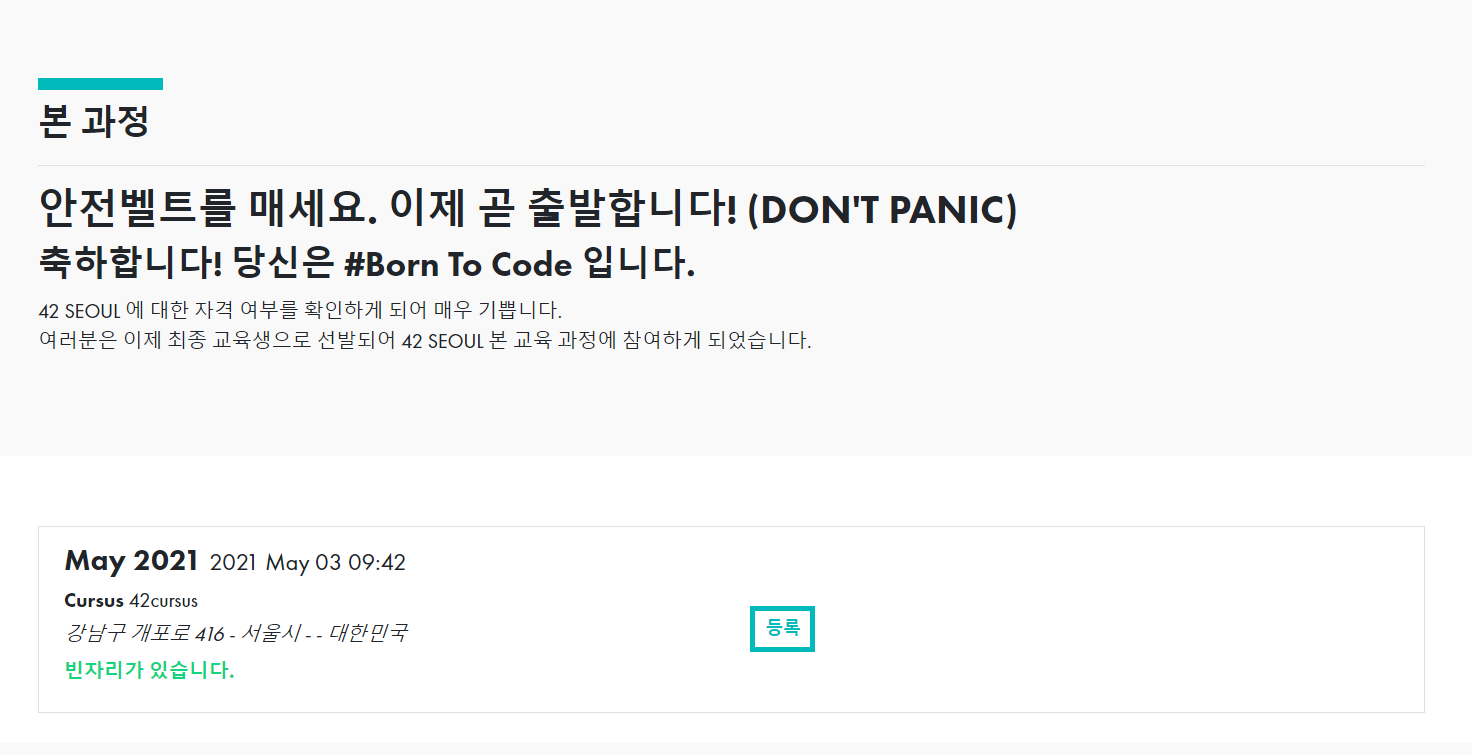 본 과정
안전벨트를 매세요. 이제 곧 출발합니다! (DON'T PANIC)
축하합니다! 당신은 #Born To Code 입니다.
42 SEOUL 에 대한 자격 여부를 확인하게 되어 매우 기쁩니다.
여러분은 이제 최종 교육생으로 선발되어 42 SEOUL 본 교육 과정에 참여하게 되었습니다.
May 2021 2021 May 03 09:42
Cursus 42cursus
강남구 개포로 416 - 서울시 - - 대한민국
빈자리가 있습니다.
등록